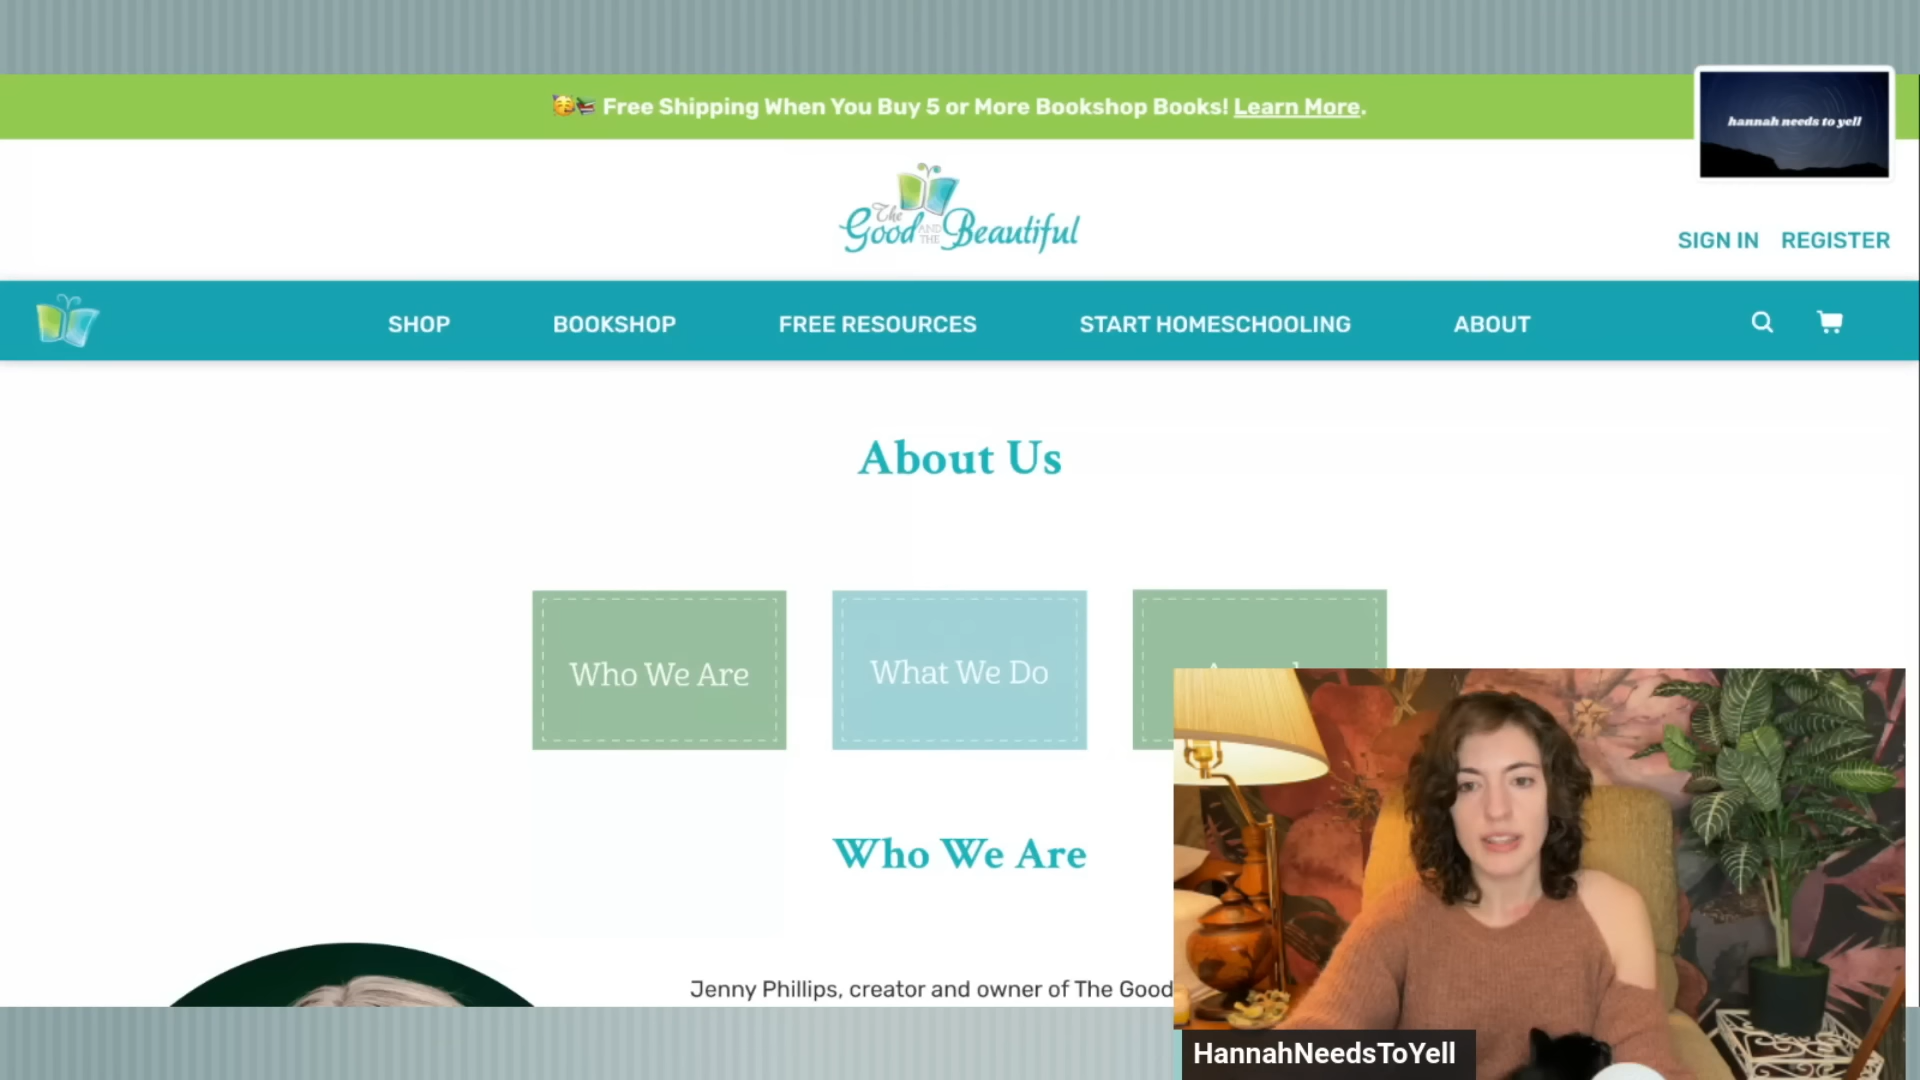 🥳📚 Free Shipping When You Buy 5 or More Bookshop Books! Learn More.
hannah needs to yell
The Good AND THE Beautiful
SIGN IN REGISTER
SHOP BOOKSHOP FREE RESOURCES START HOMESCHOOLING ABOUT
About Us
Who We Are What We Do
Who We Are
Jenny Phillips, creator and owner of The Good
HannahNeedsToYell